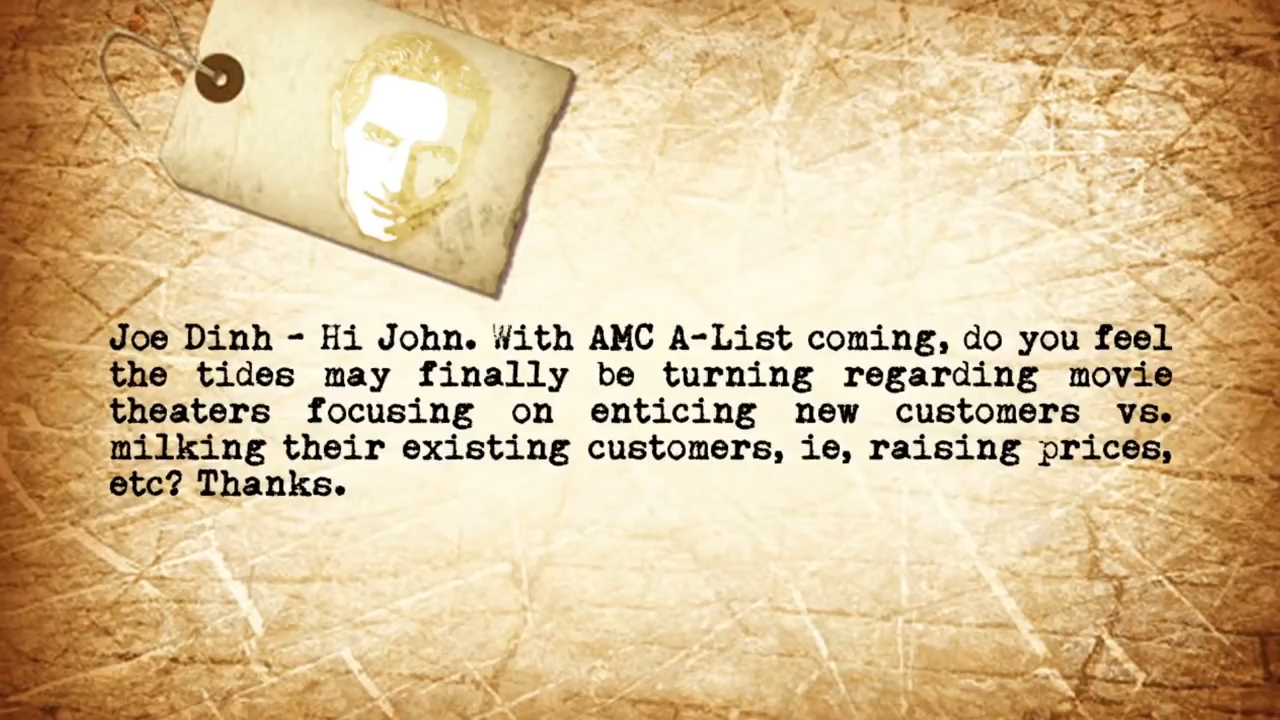 Joe Dinh - Hi John. With AMC A-List coming, do you feel
the tides may finally be turning regarding movie
theaters focusing on enticing new customers vs.
milking their existing customers, ie, raising prices,
etc? Thanks.